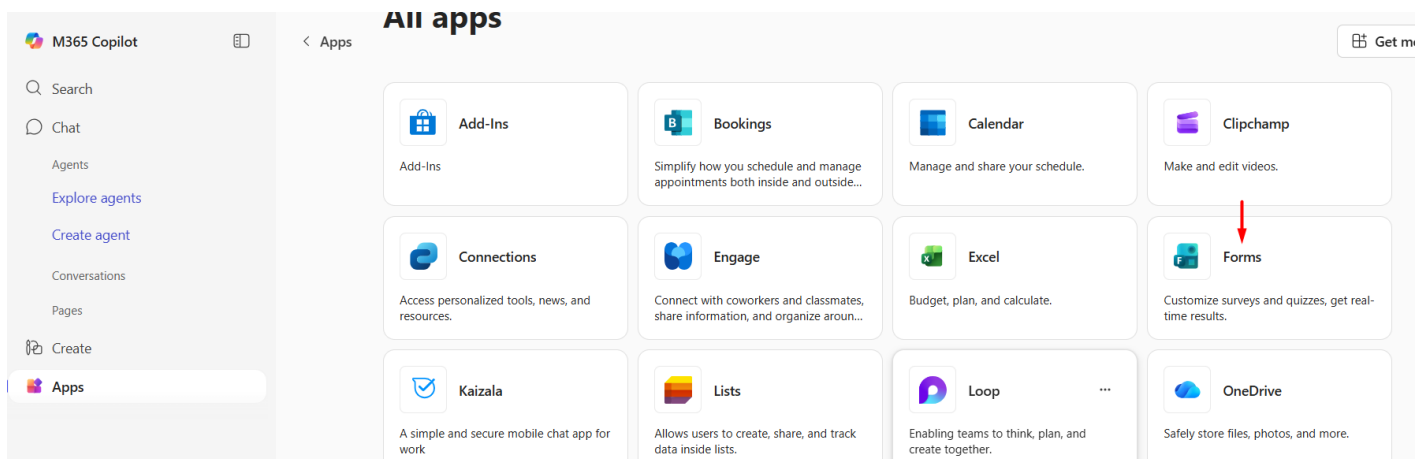 M365 Copilot
Search
Chat
Agents
Explore agents
Create agent
Conversations
Pages
Create
Apps
Apps
All apps
Get mo
Add-Ins
Add-Ins
Bookings
Simplify how you schedule and manage
appointments both inside and outside...
Calendar
Manage and share your schedule.
Clipchamp
Make and edit videos.
Connections
Access personalized tools, news, and
resources.
Engage
Connect with coworkers and classmates,
share information, and organize aroun...
Excel
Budget, plan, and calculate.
Forms
Customize surveys and quizzes, get real-
time results.
Kaizala
A simple and secure mobile chat app for
work
Lists
Allows users to create, share, and track
data inside lists.
Loop
Enabling teams to think, plan, and
create together.
OneDrive
Safely store files, photos, and more.